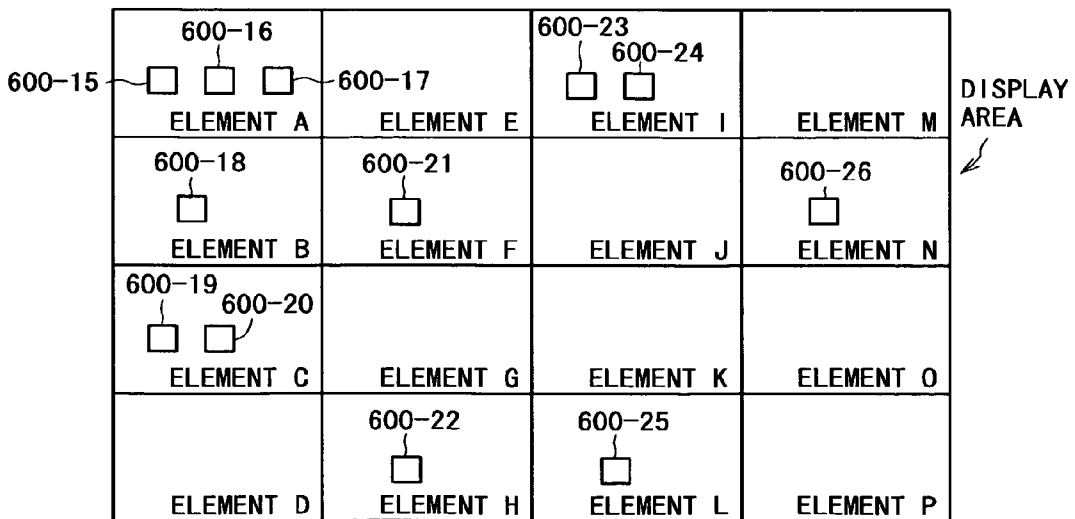 600-16
600-15
600-17
ELEMENT A
ELEMENT E
600-23
600-24
ELEMENT I
ELEMENT M
DISPLAY
AREA
600-18
ELEMENT B
600-21
ELEMENT F
ELEMENT J
600-26
ELEMENT N
600-19
600-20
ELEMENT C
ELEMENT G
ELEMENT K
ELEMENT O
ELEMENT D
600-22
ELEMENT H
600-25
ELEMENT L
ELEMENT P